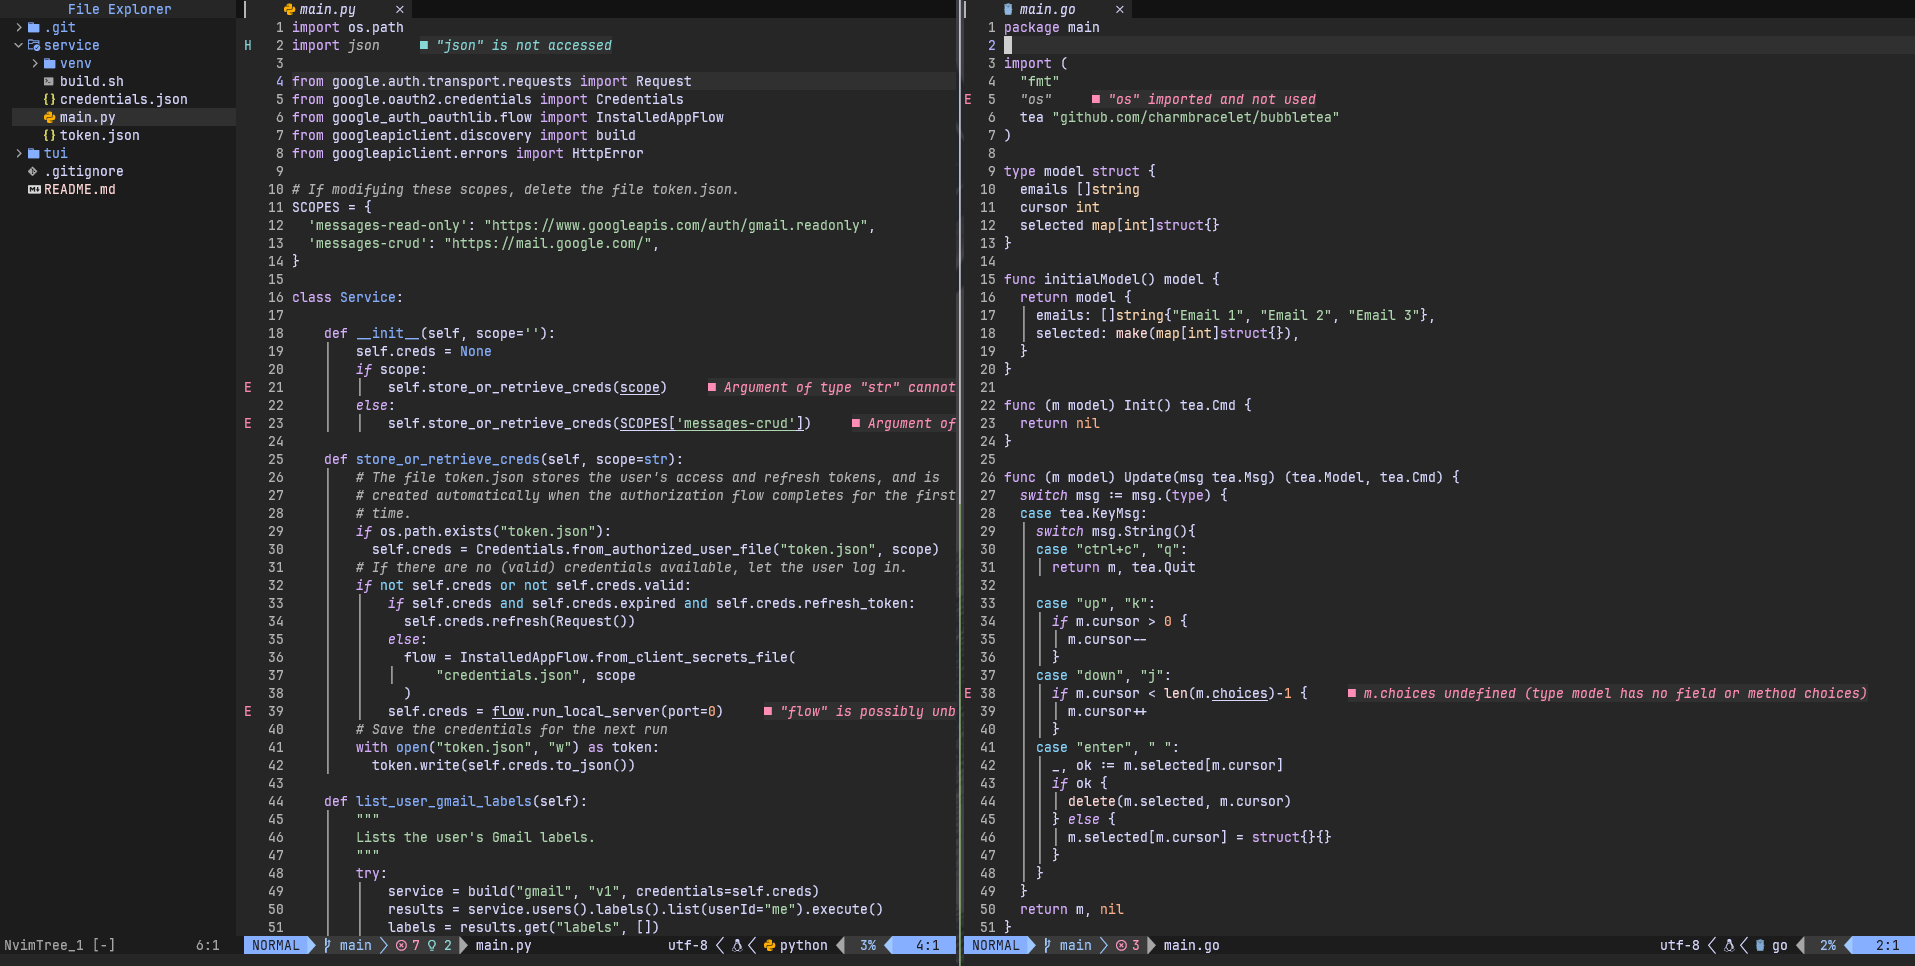 File Explorer
.git
service
venv
build.sh
{} credentials.json
main.py
{} token.json
tui
.gitignore
README.md
NvimTree_1 [-] 6:1
main.py ×
1 import os.path
H 2 import json ■ "json" is not accessed
3
4 from google.auth.transport.requests import Request
5 from google.oauth2.credentials import Credentials
6 from google_auth_oauthlib.flow import InstalledAppFlow
7 from googleapiclient.discovery import build
8 from googleapiclient.errors import HttpError
9
10 # If modifying these scopes, delete the file token.json.
11 SCOPES = {
12   'messages-read-only': "https://www.googleapis.com/auth/gmail.readonly",
13   'messages-crud': "https://mail.google.com/",
14 }
15
16 class Service:
17
18     def __init__(self, scope=''):
19         self.creds = None
20         if scope:
E 21             self.store_or_retrieve_creds(scope) ■ Argument of type "str" cannot
22         else:
E 23             self.store_or_retrieve_creds(SCOPES['messages-crud']) ■ Argument of
24
25     def store_or_retrieve_creds(self, scope=str):
26         # The file token.json stores the user's access and refresh tokens, and is
27         # created automatically when the authorization flow completes for the first
28         # time.
29         if os.path.exists("token.json"):
30           self.creds = Credentials.from_authorized_user_file("token.json", scope)
31         # If there are no (valid) credentials available, let the user log in.
32         if not self.creds or not self.creds.valid:
33             if self.creds and self.creds.expired and self.creds.refresh_token:
34               self.creds.refresh(Request())
35             else:
36               flow = InstalledAppFlow.from_client_secrets_file(
37                   "credentials.json", scope
38               )
E 39             self.creds = flow.run_local_server(port=0) ■ "flow" is possibly unb
40         # Save the credentials for the next run
41         with open("token.json", "w") as token:
42           token.write(self.creds.to_json())
43
44     def list_user_gmail_labels(self):
45         """
46         Lists the user's Gmail labels.
47         """
48         try:
49             service = build("gmail", "v1", credentials=self.creds)
50             results = service.users().labels().list(userId="me").execute()
51             labels = results.get("labels", [])
NORMAL main 7 2 main.py utf-8 python 3% 4:1
main.go ×
1 package main
2
3 import (
4   "fmt"
E 5   "os" ■ "os" imported and not used
6   tea "github.com/charmbracelet/bubbletea"
7 )
8
9 type model struct {
10   emails []string
11   cursor int
12   selected map[int]struct{}
13 }
14
15 func initialModel() model {
16   return model {
17     emails: []string{"Email 1", "Email 2", "Email 3"},
18     selected: make(map[int]struct{}),
19   }
20 }
21
22 func (m model) Init() tea.Cmd {
23   return nil
24 }
25
26 func (m model) Update(msg tea.Msg) (tea.Model, tea.Cmd) {
27   switch msg := msg.(type) {
28   case tea.KeyMsg:
29     switch msg.String(){
30     case "ctrl+c", "q":
31       return m, tea.Quit
32
33     case "up", "k":
34       if m.cursor > 0 {
35         m.cursor--
36       }
37     case "down", "j":
E 38       if m.cursor < len(m.choices)-1 { ■ m.choices undefined (type model has no field or method choices)
39         m.cursor++
40       }
41     case "enter", " ":
42       _, ok := m.selected[m.cursor]
43       if ok {
44         delete(m.selected, m.cursor)
45       } else {
46         m.selected[m.cursor] = struct{}{}
47       }
48     }
49   }
50   return m, nil
51 }
NORMAL main 3 main.go utf-8 go 2% 2:1